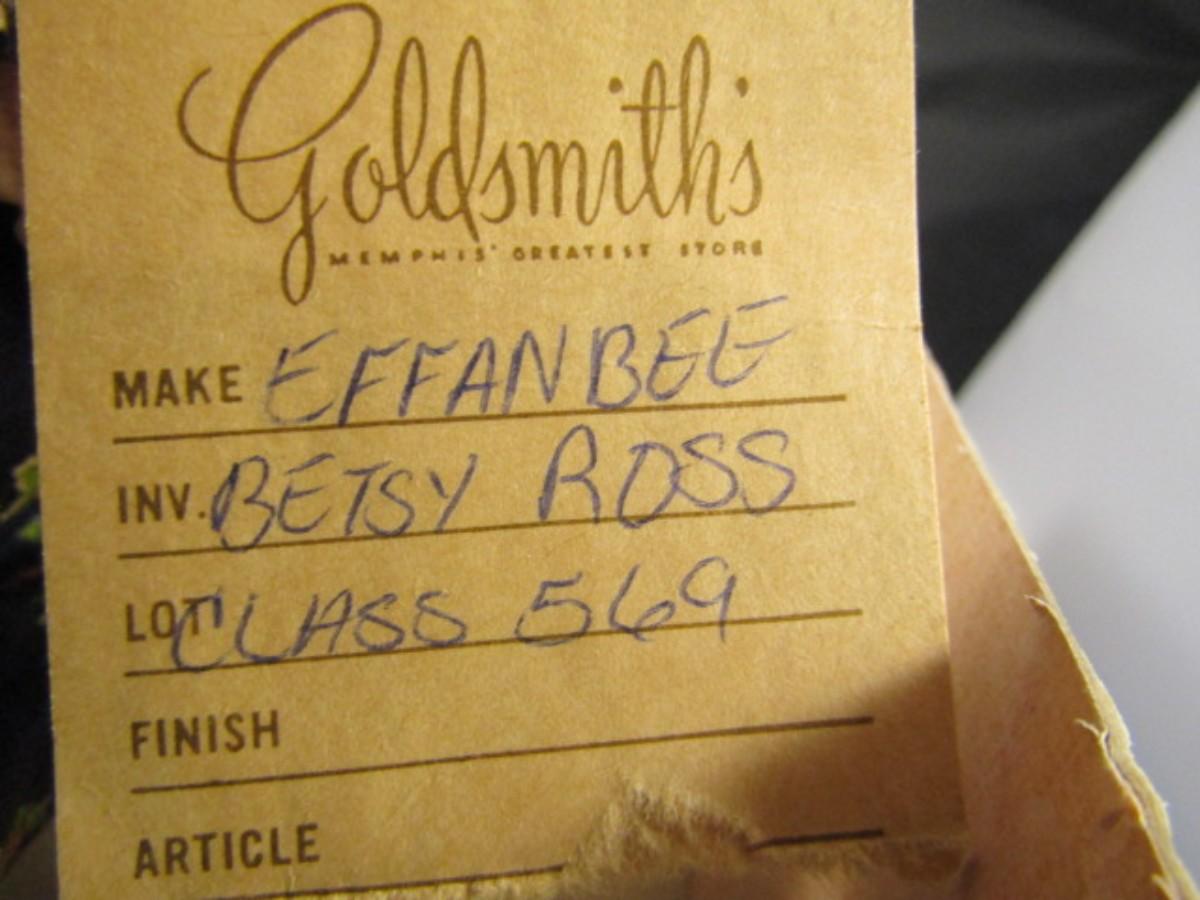 Goldsmith's
MEMPHIS' GREATEST STORE
MAKE EFFANBEE
INV. BETSY ROSS
LOT CLASS 569
FINISH
ARTICLE